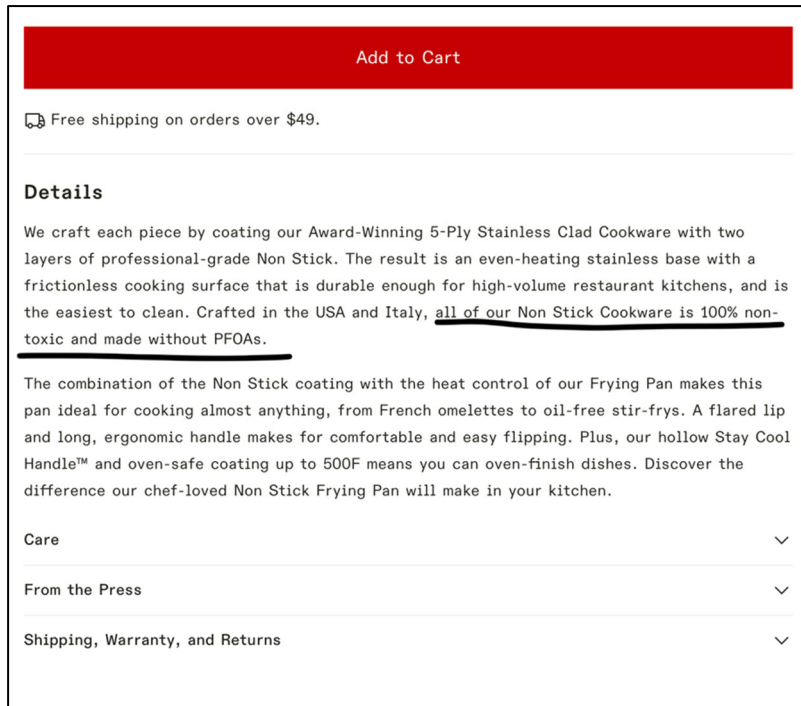 Add to Cart
Free shipping on orders over $49.
Details
We craft each piece by coating our Award-Winning 5-Ply Stainless Clad Cookware with two
layers of professional-grade Non Stick. The result is an even-heating stainless base with a
frictionless cooking surface that is durable enough for high-volume restaurant kitchens, and is
the easiest to clean. Crafted in the USA and Italy, all of our Non Stick Cookware is 100% non-
toxic and made without PFOAs.
The combination of the Non Stick coating with the heat control of our Frying Pan makes this
pan ideal for cooking almost anything, from French omelettes to oil-free stir-frys. A flared lip
and long, ergonomic handle makes for comfortable and easy flipping. Plus, our hollow Stay Cool
Handle™ and oven-safe coating up to 500F means you can oven-finish dishes. Discover the
difference our chef-loved Non Stick Frying Pan will make in your kitchen.
Care
From the Press
Shipping, Warranty, and Returns